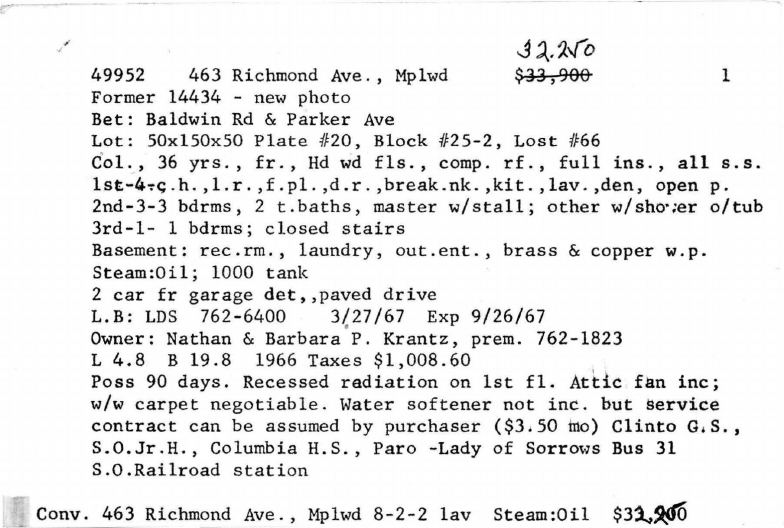 32.250
49952 463 Richmond Ave., Mplwd $33,900 1
Former 14434 - new photo
Bet: Baldwin Rd & Parker Ave
Lot: 50x150x50 Plate #20, Block #25-2, Lost #66
Col., 36 yrs., fr., Hd wd fls., comp. rf., full ins., all s.s.
1st-4-c.h.,l.r.,f.pl.,d.r.,break.nk.,kit.,lav.,den, open p.
2nd-3-3 bdrms, 2 t.baths, master w/stall; other w/shower o/tub
3rd-1- 1 bdrms; closed stairs
Basement: rec.rm., laundry, out.ent., brass & copper w.p.
Steam:Oil; 1000 tank
2 car fr garage det,,paved drive
L.B: LDS 762-6400 3/27/67 Exp 9/26/67
Owner: Nathan & Barbara P. Krantz, prem. 762-1823
L 4.8 B 19.8 1966 Taxes $1,008.60
Poss 90 days. Recessed radiation on 1st fl. Attic fan inc;
w/w carpet negotiable. Water softener not inc. but service
contract can be assumed by purchaser ($3.50 mo) Clinto G.S.,
S.O.Jr.H., Columbia H.S., Paro -Lady of Sorrows Bus 31
S.O.Railroad station
Conv. 463 Richmond Ave., Mplwd 8-2-2 lav Steam:Oil